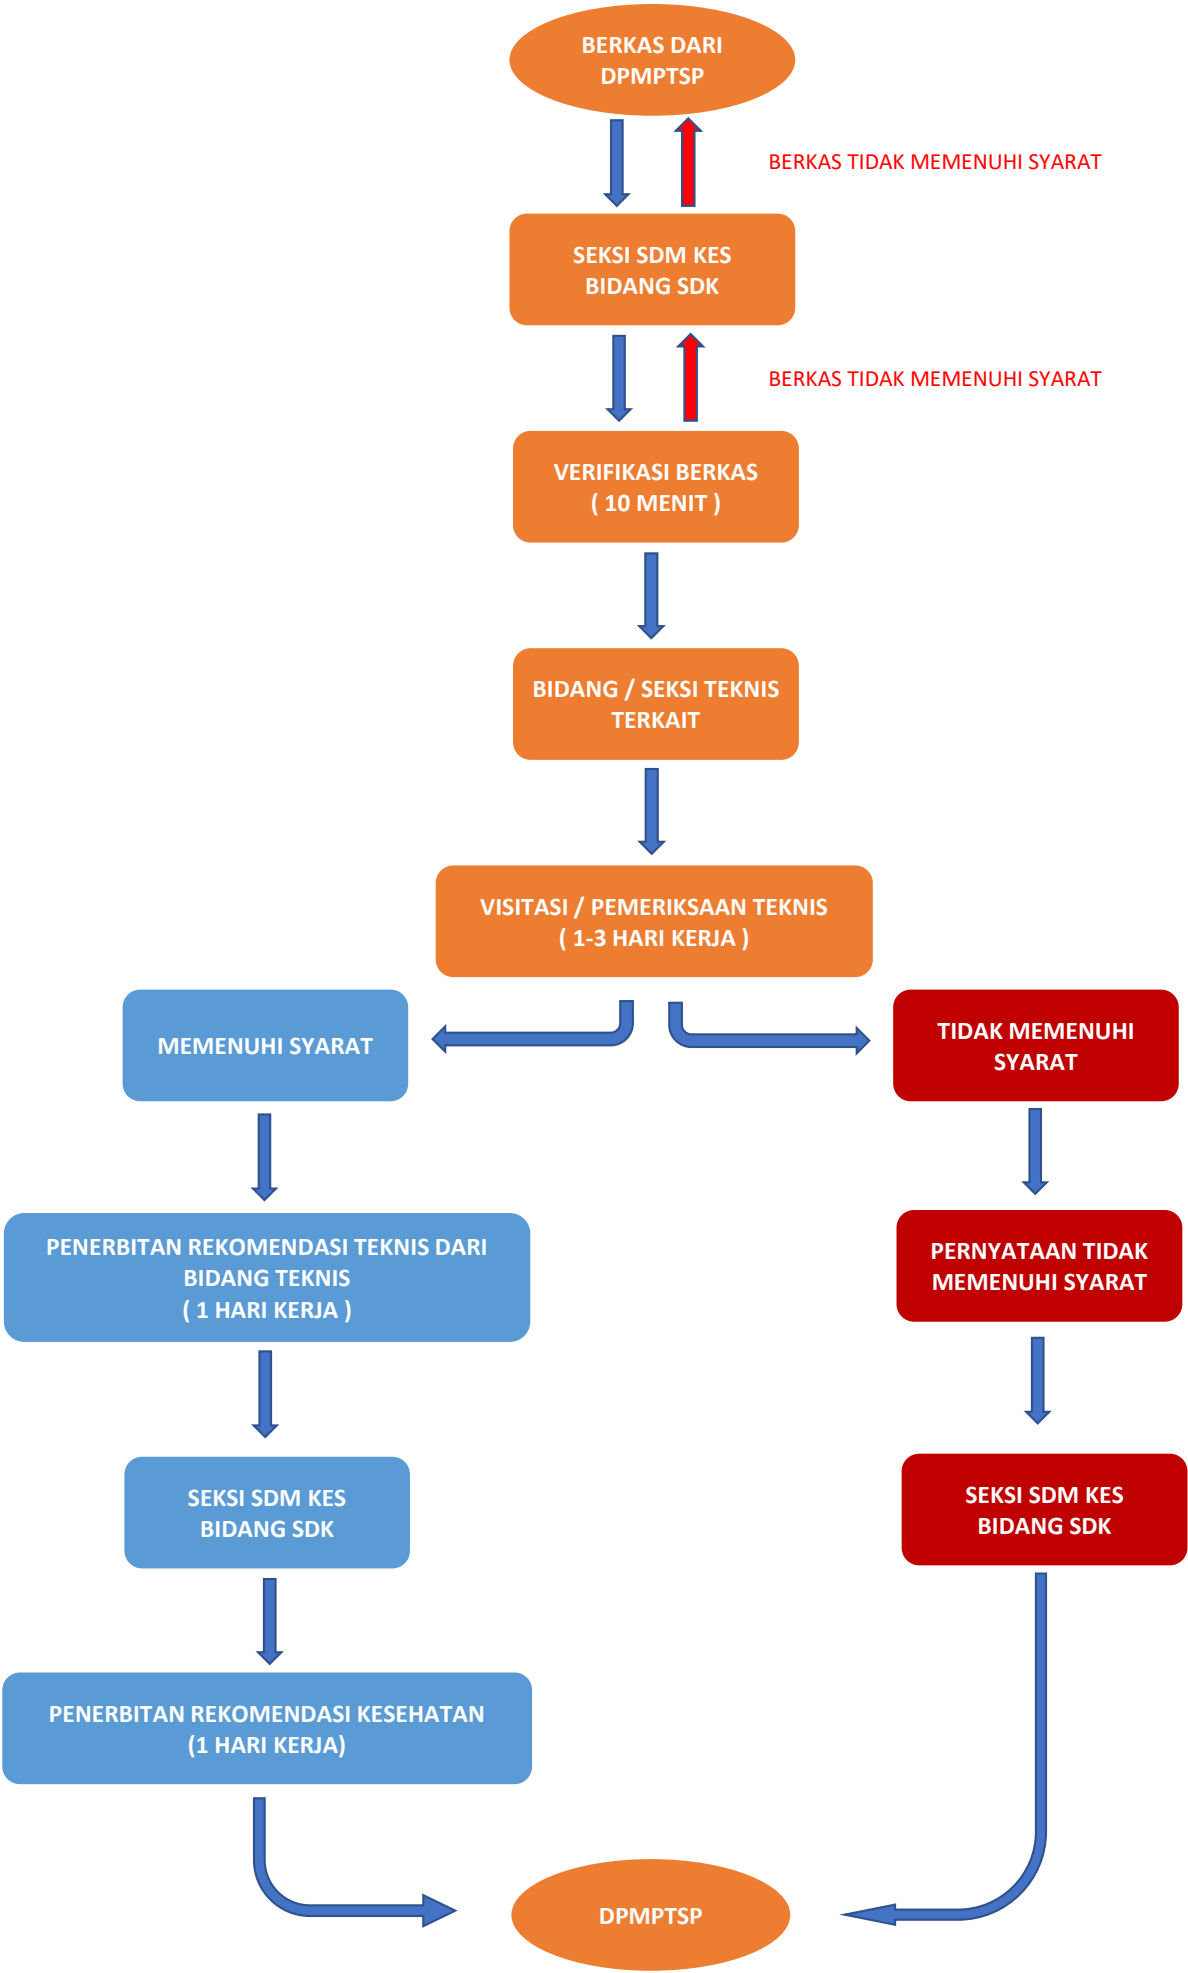 BERKAS DARI
DPMPTSP
BERKAS TIDAK MEMENUHI SYARAT
SEKSI SDM KES
BIDANG SDK
BERKAS TIDAK MEMENUHI SYARAT
VERIFIKASI BERKAS
( 10 MENIT )
BIDANG / SEKSI TEKNIS
TERKAIT
VISITASI / PEMERIKSAAN TEKNIS
( 1-3 HARI KERJA )
MEMENUHI SYARAT
TIDAK MEMENUHI
SYARAT
PENERBITAN REKOMENDASI TEKNIS DARI
BIDANG TEKNIS
( 1 HARI KERJA )
PERNYATAAN TIDAK
MEMENUHI SYARAT
SEKSI SDM KES
BIDANG SDK
SEKSI SDM KES
BIDANG SDK
PENERBITAN REKOMENDASI KESEHATAN
(1 HARI KERJA)
DPMPTSP